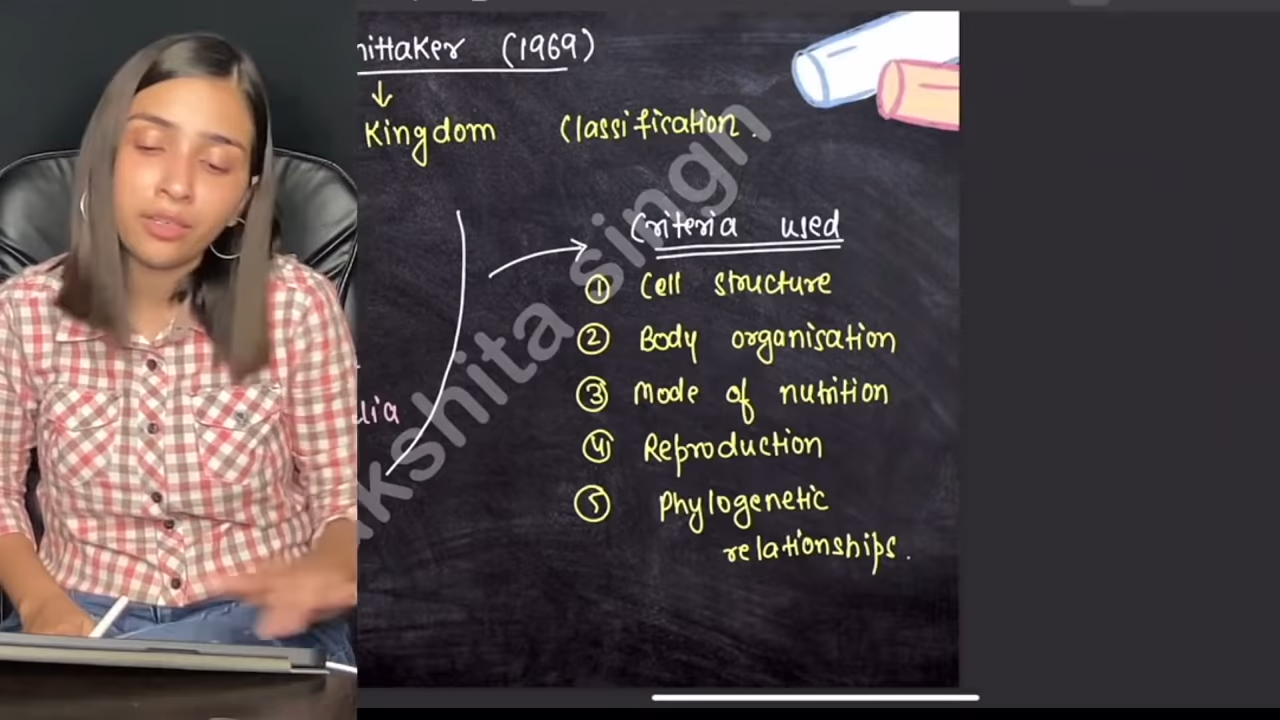 hittaker (1969)
Kingdom Classification.
Criteria used
① Cell structure
② Body organisation
③ Mode of nutrition
④ Reproduction
⑤ Phylogenetic
relationships.
lia
akshita singh